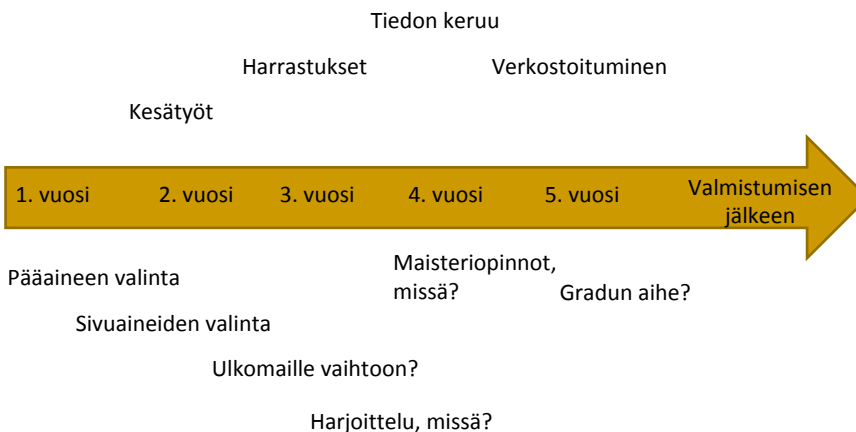 Tiedon keruu
Harrastukset
Verkostoituminen
Kesätyöt
1. vuosi
2. vuosi
3. vuosi
4. vuosi
5. vuosi
Valmistumisen
jälkeen
Pääaineen valinta
Maisteriopinnot,
missä?
Gradun aihe?
Sivuaineiden valinta
Ulkomaille vaihtoon?
Harjoittelu, missä?